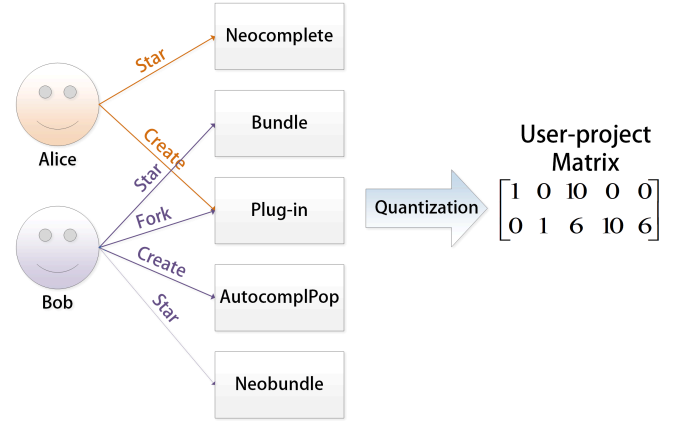 Neocomplete
Star
Bundle
Alice
Create
Star
Plug-in
Fork
Create
Bob
AutocomplPop
Star
Neobundle
Quantization
User-project
Matrix
1 0 10 0 0
0 1 6 10 6